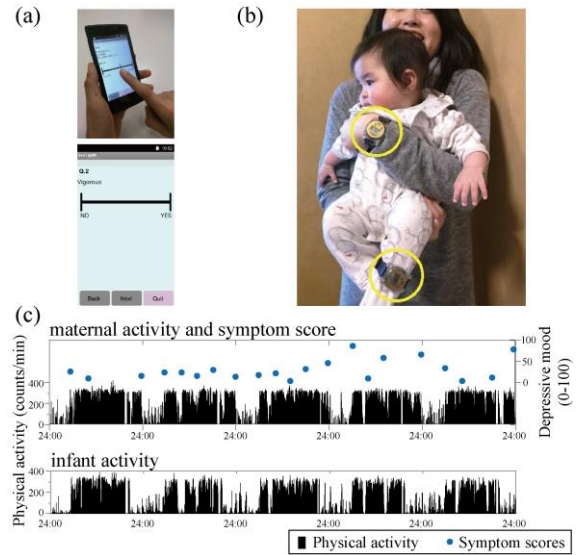 (a)
(b)
Q.2
Vigorous
NO YES
Back Next Quit
(c)
maternal activity and symptom score
Physical activity (counts/min)
400
200
0
100
50
0
Depressive mood
(0-100)
24:00 24:00 24:00 24:00 24:00 24:00
infant activity
400
200
0
24:00 24:00 24:00 24:00 24:00 24:00
Physical activity Symptom scores